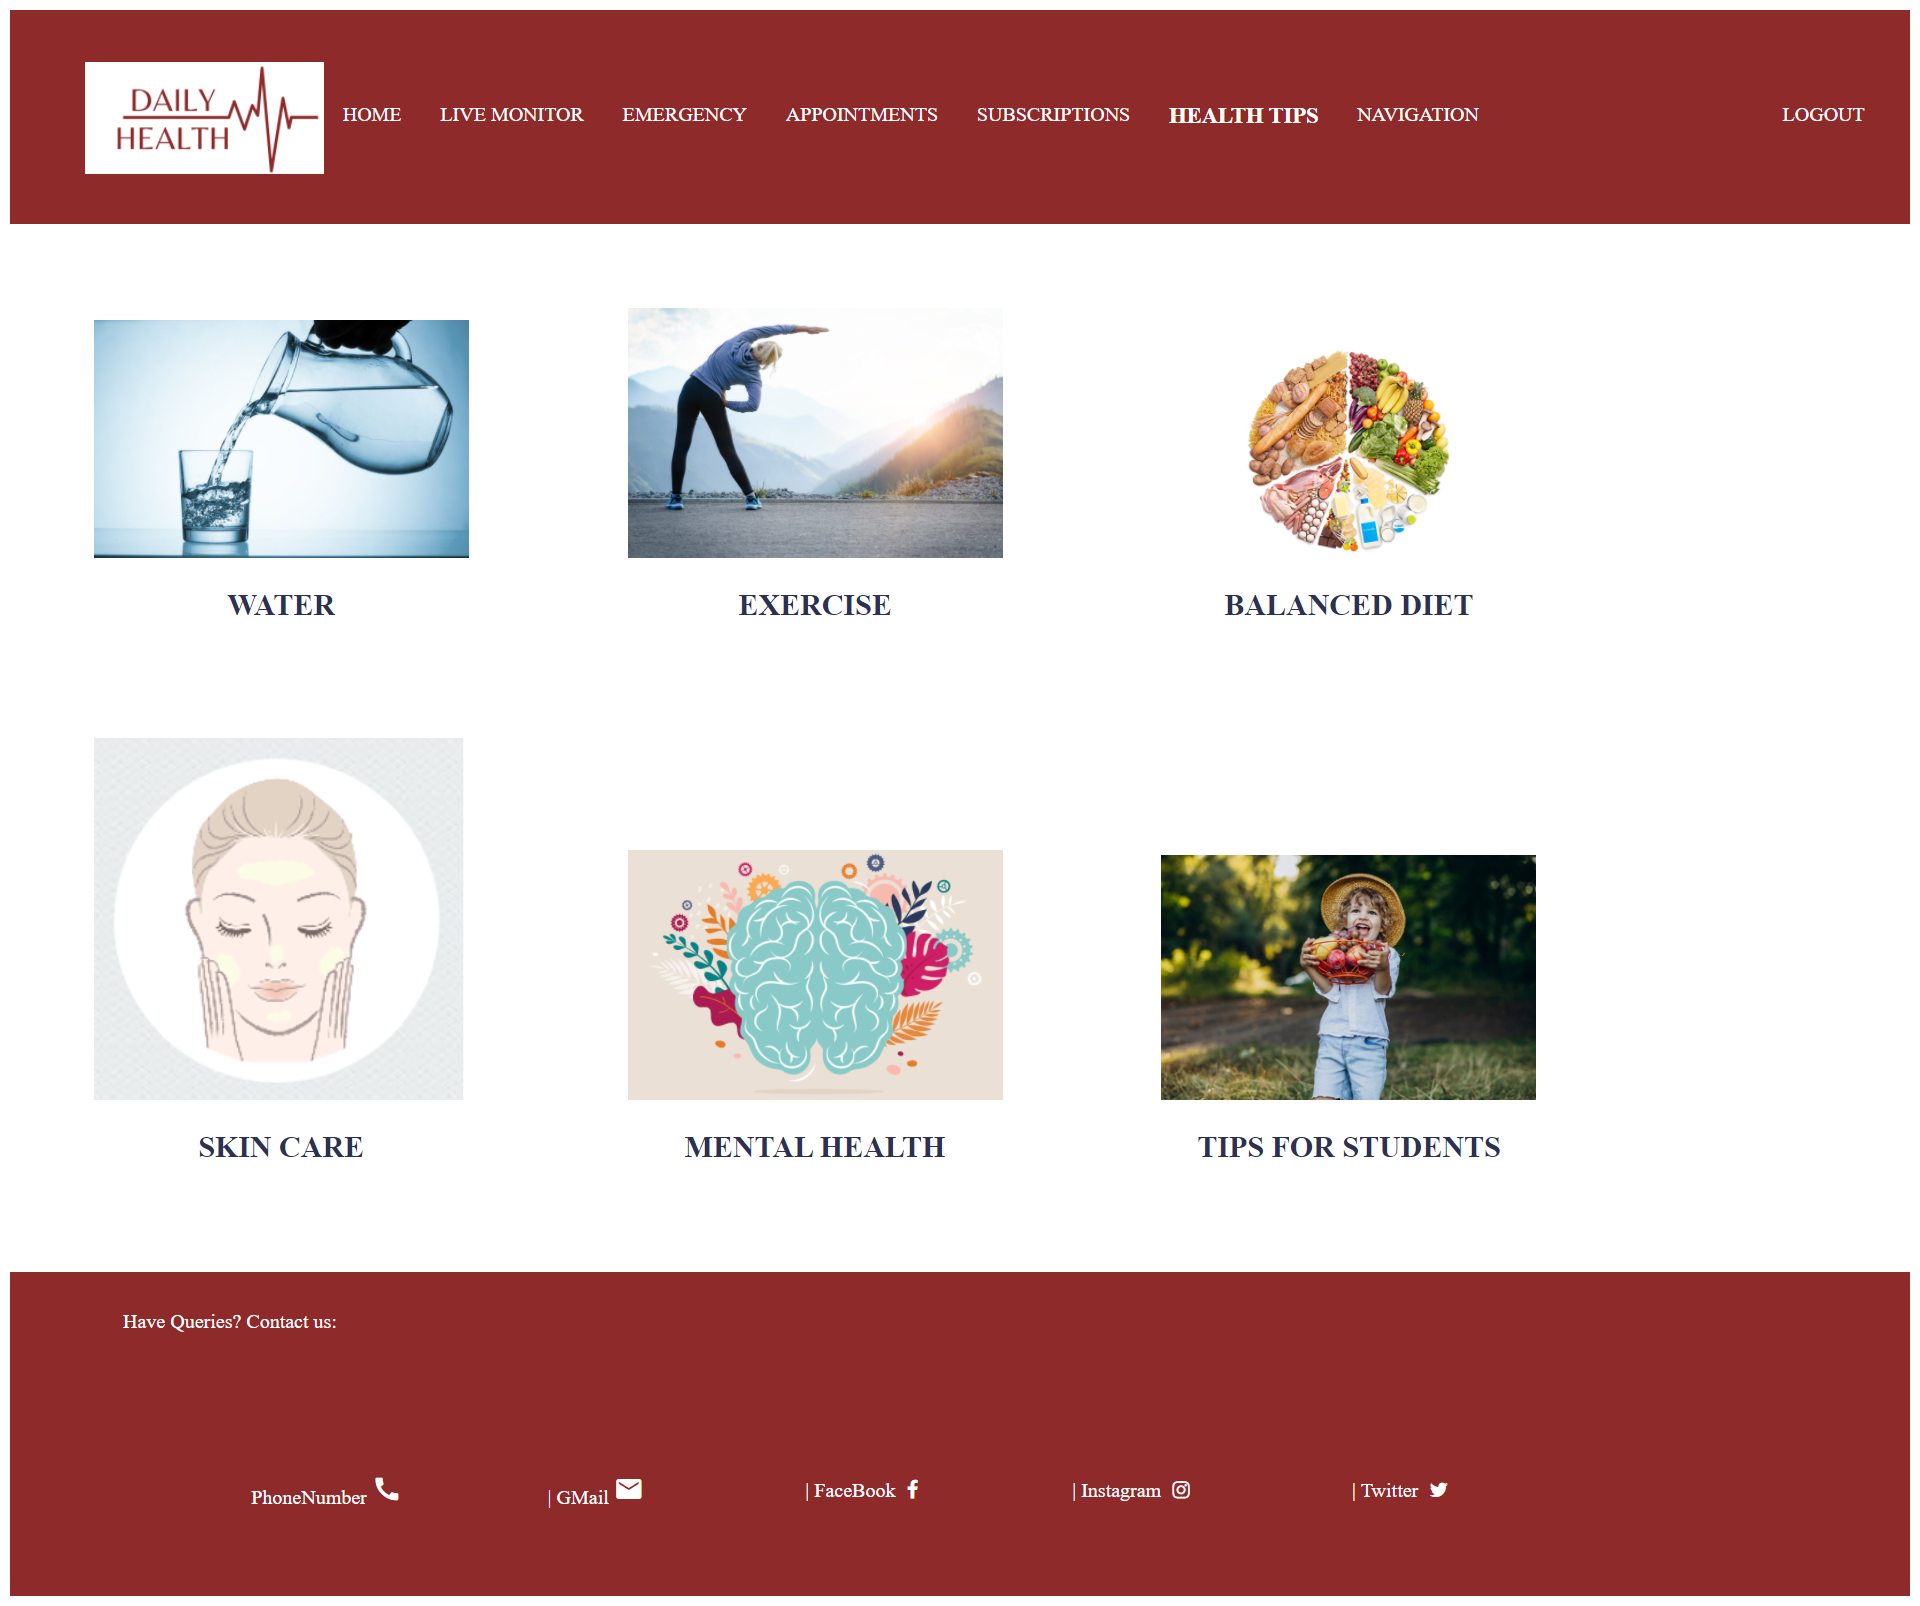 DAILY
HEALTH
HOME LIVE MONITOR EMERGENCY APPOINTMENTS SUBSCRIPTIONS HEALTH TIPS NAVIGATION LOGOUT
WATER EXERCISE BALANCED DIET
SKIN CARE MENTAL HEALTH TIPS FOR STUDENTS
Have Queries? Contact us:
PhoneNumber | GMail | FaceBook | Instagram | Twitter